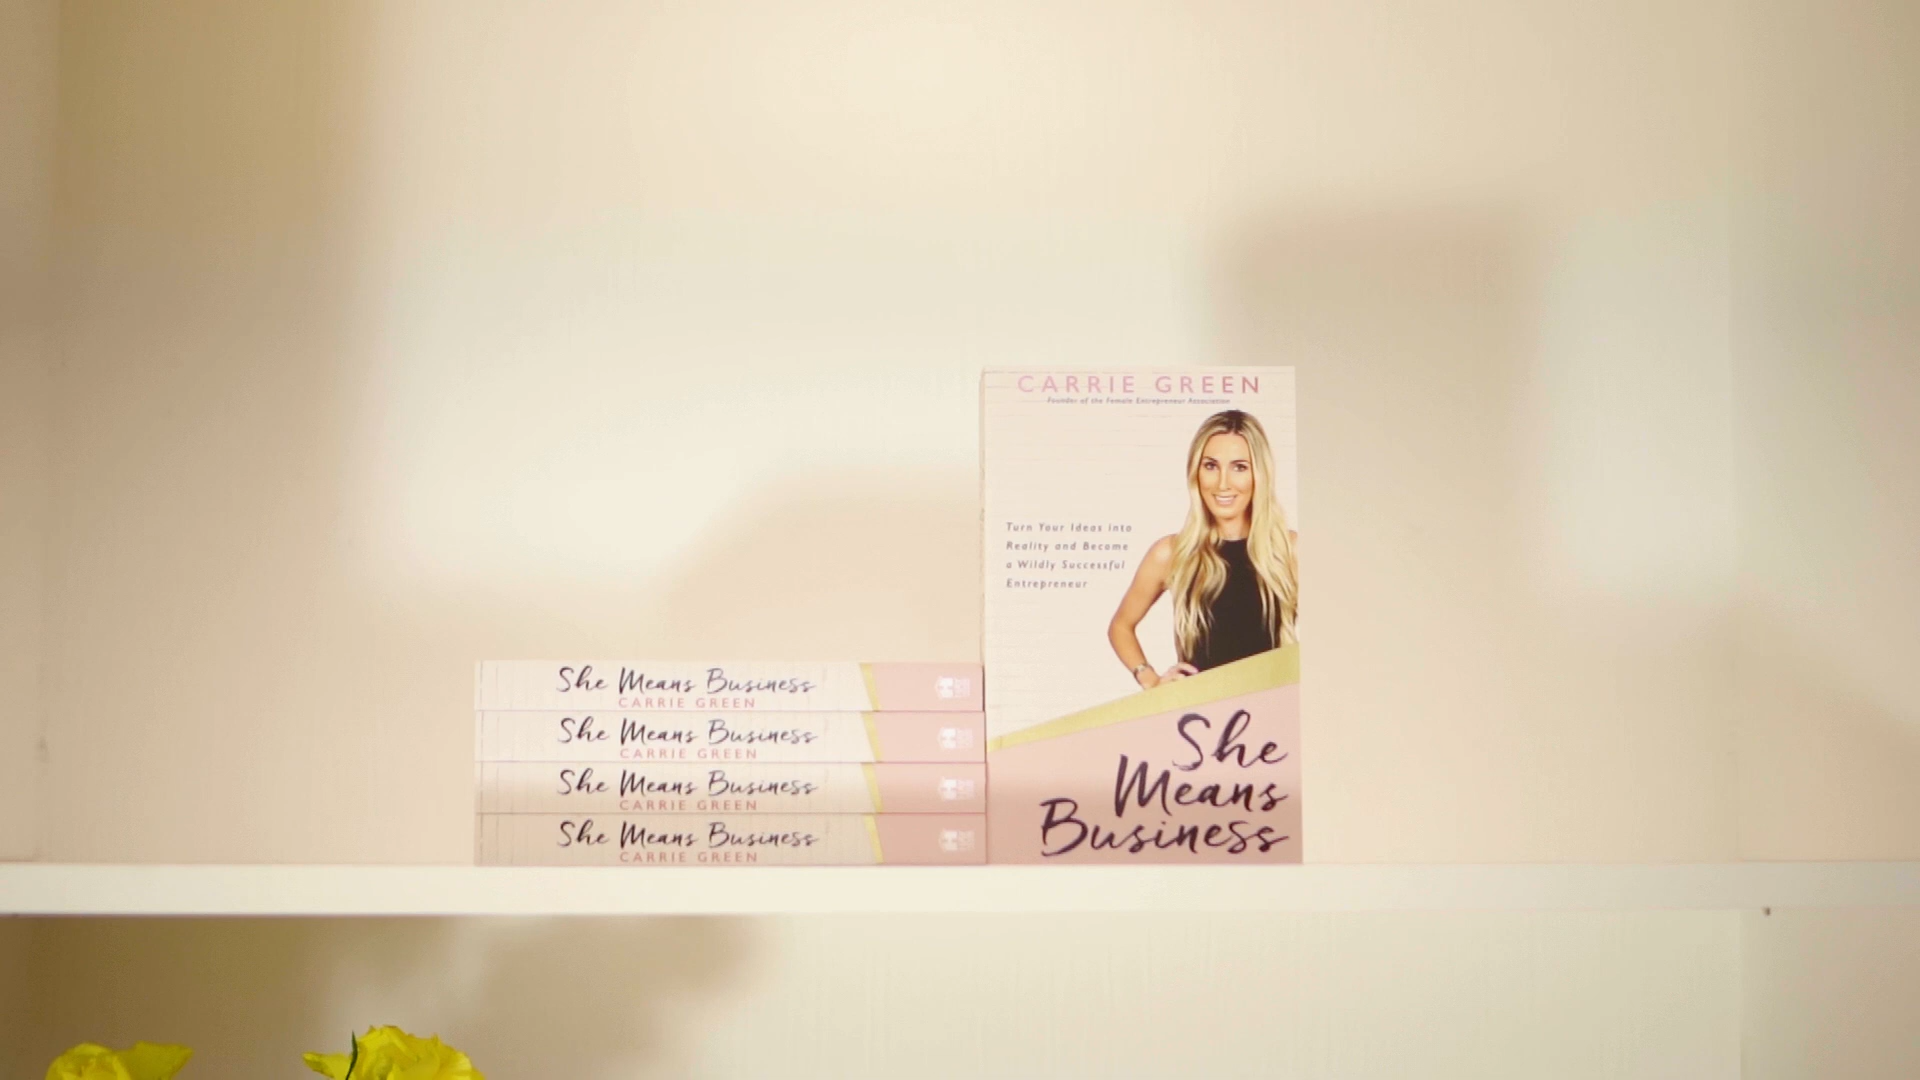 CARRIE GREEN
Founder of the Female Entrepreneur Association
Turn Your Ideas into
Reality and Become
a Wildly Successful
Entrepreneur
She
Means
Business
She Means Business
CARRIE GREEN
She Means Business
CARRIE GREEN
She Means Business
CARRIE GREEN
She Means Business
CARRIE GREEN